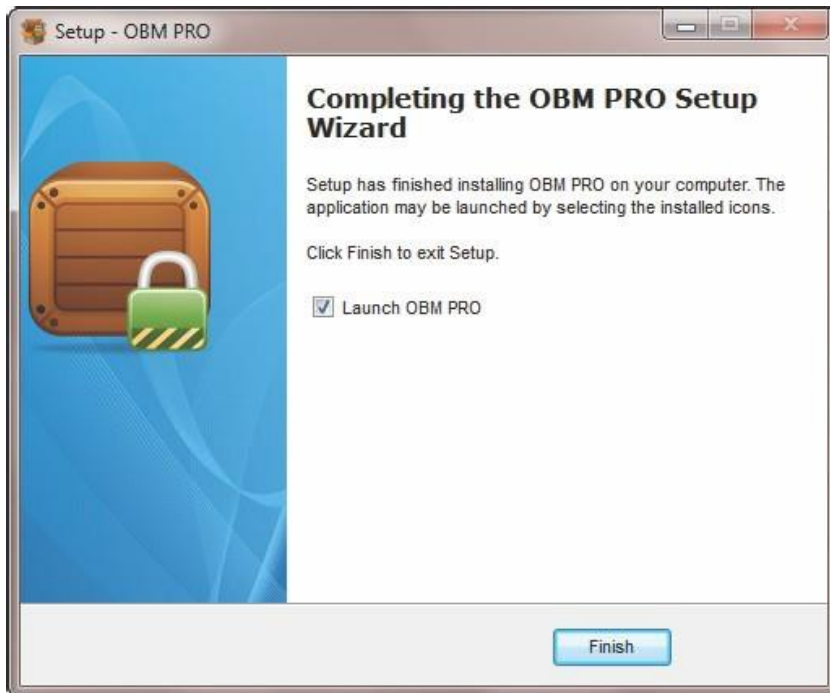 Setup - OBM PRO
Completing the OBM PRO Setup
Wizard
Setup has finished installing OBM PRO on your computer. The
application may be launched by selecting the installed icons.
Click Finish to exit Setup.
Launch OBM PRO
Finish